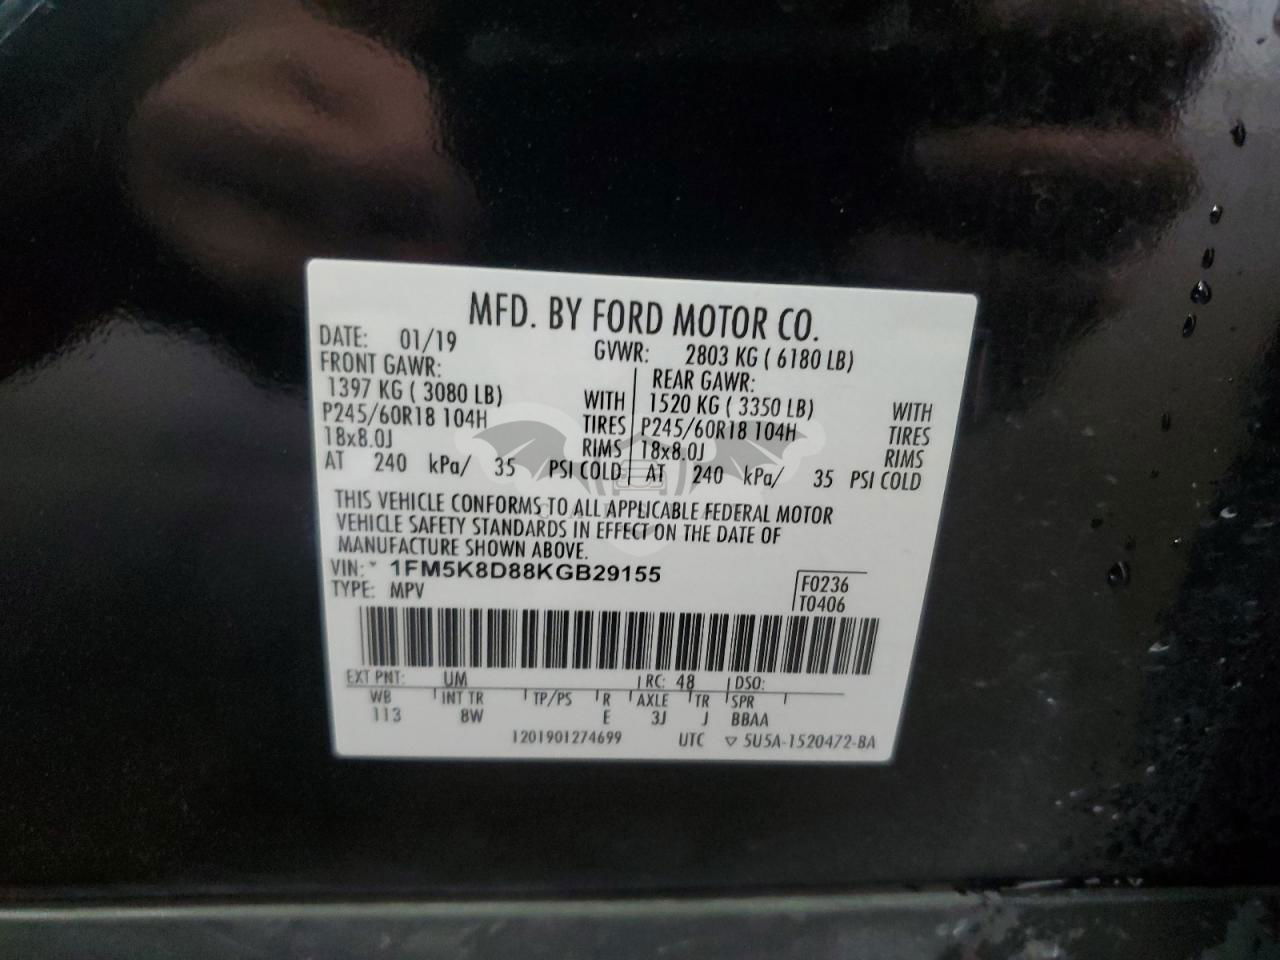 MFD. BY FORD MOTOR CO.
DATE: 01/19 GVWR: 2803 KG ( 6180 LB)
FRONT GAWR: REAR GAWR:
1397 KG ( 3080 LB) WITH 1520 KG ( 3350 LB) WITH
P245/60R18 104H TIRES P245/60R18 104H TIRES
18x8.0J RIMS 18x8.0J RIMS
AT 240 kPa/ 35 PSI COLD AT 240 kPa/ 35 PSI COLD
THIS VEHICLE CONFORMS TO ALL APPLICABLE FEDERAL MOTOR
VEHICLE SAFETY STANDARDS IN EFFECT ON THE DATE OF
MANUFACTURE SHOWN ABOVE.
VIN: * 1FM5K8D88KGB29155 F0236
TYPE: MPV T0406
EXT PNT: UM RC: 48 DSO:
WB INT TR TP/PS R AXLE TR SPR
113 8W E 3J J BBAA
1201901274699 UTC ▽ 5U5A-1520472-BA